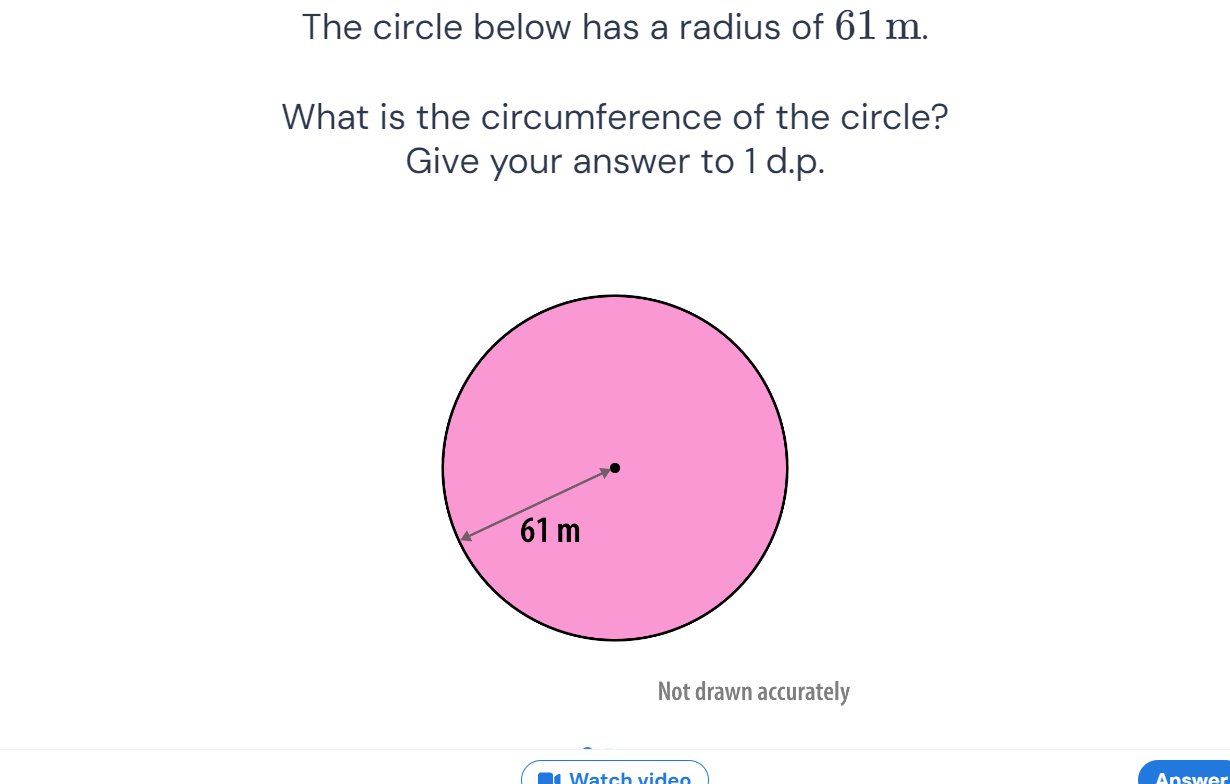 The circle below has a radius of 61 m.
What is the circumference of the circle?
Give your answer to 1 d.p.
61 m
Not drawn accurately
Watch video
Answer